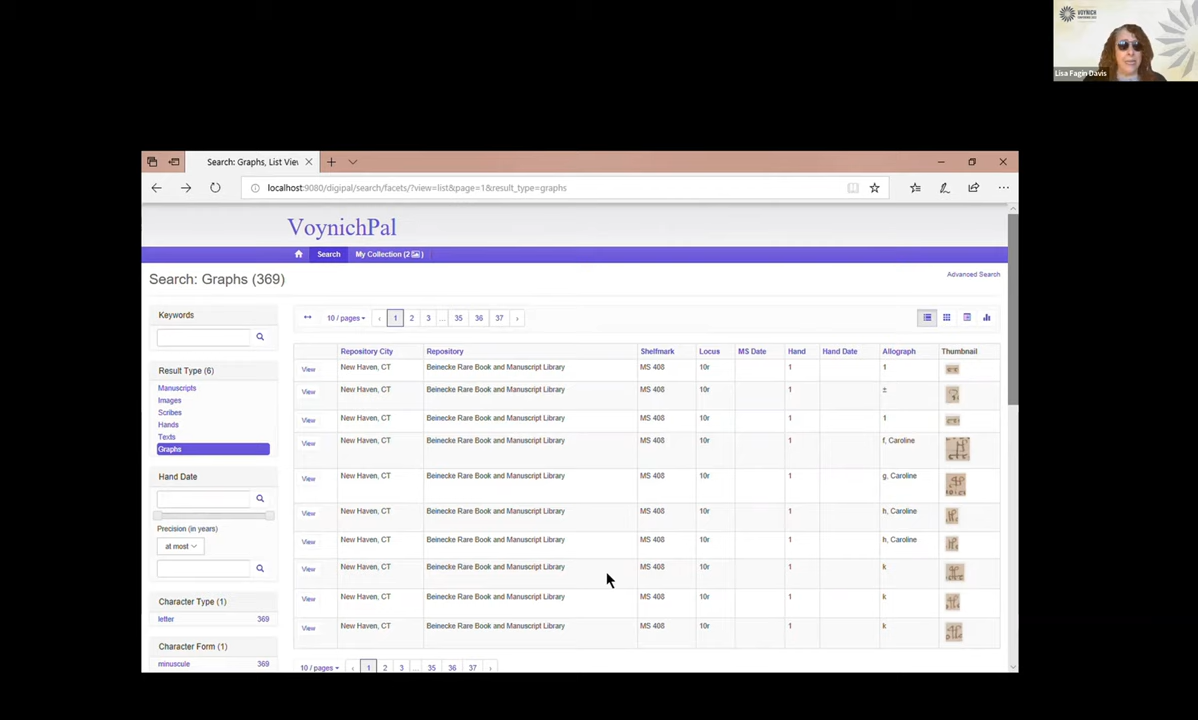 VOYNICH
Lisa Fagin Davis
Search: Graphs, List Viev
localhost:9080/digipal/search/facets/?view=list&page=1&result_type=graphs
VoynichPal
Search My Collection (2)
Search: Graphs (369)
Advanced Search
Keywords
Result Type (6)
Manuscripts
Images
Scribes
Hands
Texts
Graphs
Hand Date
Precision (in years)
at most
Character Type (1)
letter 369
Character Form (1)
minuscule 369
10 / pages ‹ 1 2 3 ... 35 36 37 ›
Repository City Repository Shelfmark Locus MS Date Hand Hand Date Allograph Thumbnail
View New Haven, CT Beinecke Rare Book and Manuscript Library MS 408 10r 1 1
View New Haven, CT Beinecke Rare Book and Manuscript Library MS 408 10r 1 ±
View New Haven, CT Beinecke Rare Book and Manuscript Library MS 408 10r 1 1
View New Haven, CT Beinecke Rare Book and Manuscript Library MS 408 10r 1 f, Caroline
View New Haven, CT Beinecke Rare Book and Manuscript Library MS 408 10r 1 g, Caroline
View New Haven, CT Beinecke Rare Book and Manuscript Library MS 408 10r 1 h, Caroline
View New Haven, CT Beinecke Rare Book and Manuscript Library MS 408 10r 1 h, Caroline
View New Haven, CT Beinecke Rare Book and Manuscript Library MS 408 10r 1 k
View New Haven, CT Beinecke Rare Book and Manuscript Library MS 408 10r 1 k
View New Haven, CT Beinecke Rare Book and Manuscript Library MS 408 10r 1 k
10 / pages ‹ 1 2 3 ... 35 36 37 ›